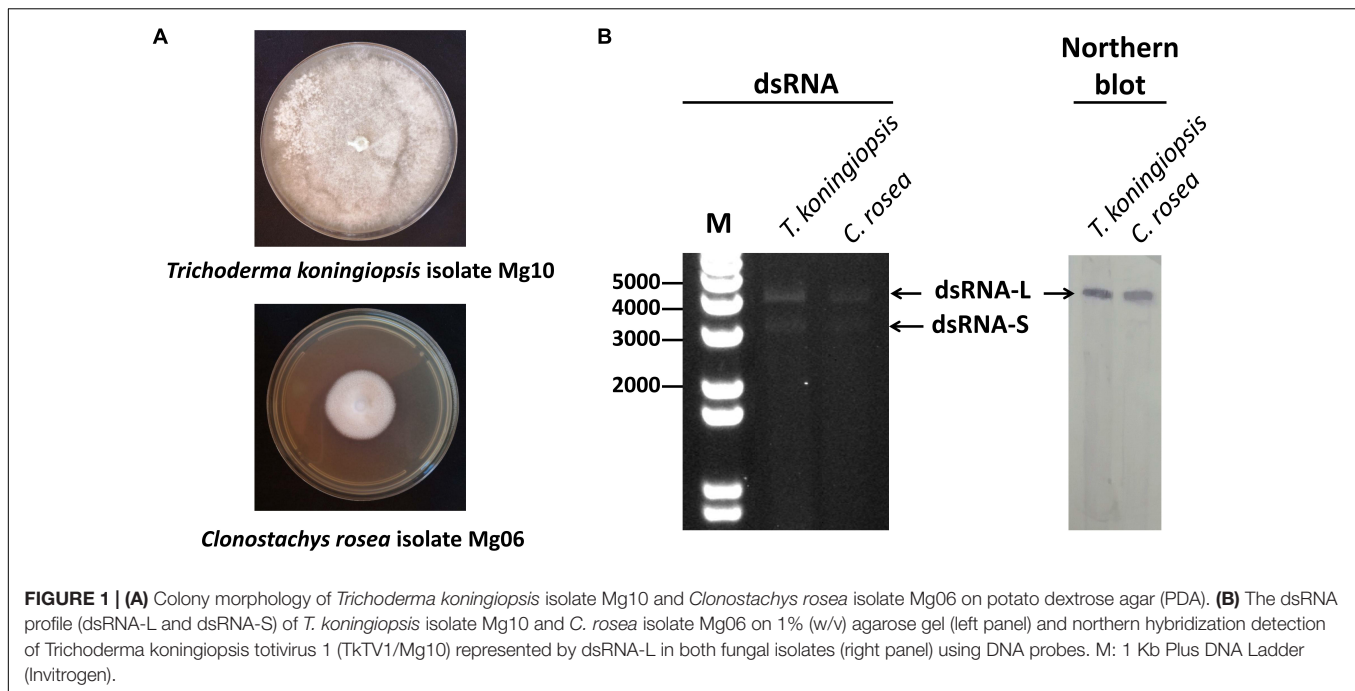 A
Trichoderma koningiopsis isolate Mg10
Clonostachys rosea isolate Mg06
B
dsRNA
Northern
blot
M
T. koningiopsis
C. rosea
T. koningiopsis
C. rosea
5000
4000
3000
2000
dsRNA-L
dsRNA-S
FIGURE 1 | (A) Colony morphology of Trichoderma koningiopsis isolate Mg10 and Clonostachys rosea isolate Mg06 on potato dextrose agar (PDA). (B) The dsRNA
profile (dsRNA-L and dsRNA-S) of T. koningiopsis isolate Mg10 and C. rosea isolate Mg06 on 1% (w/v) agarose gel (left panel) and northern hybridization detection
of Trichoderma koningiopsis totivirus 1 (TkTV1/Mg10) represented by dsRNA-L in both fungal isolates (right panel) using DNA probes. M: 1 Kb Plus DNA Ladder
(Invitrogen).